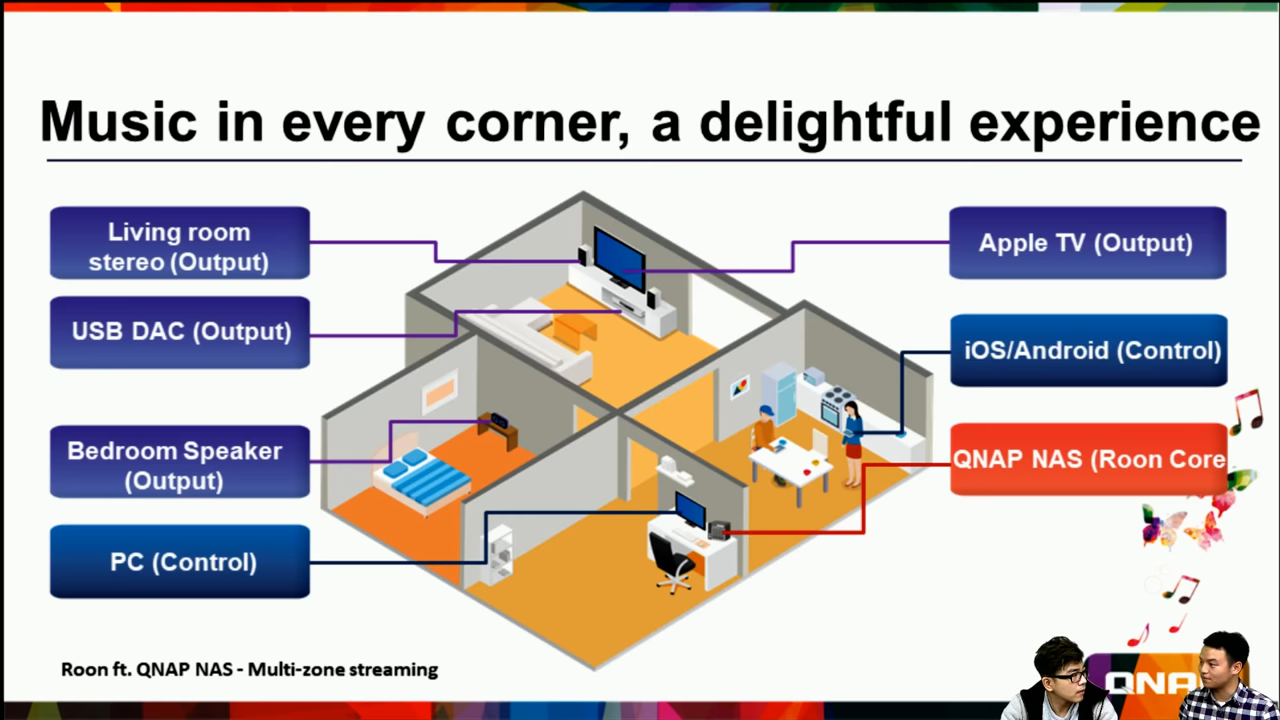 Music in every corner, a delightful experience
Living room
stereo (Output)
USB DAC (Output)
Bedroom Speaker
(Output)
PC (Control)
Apple TV (Output)
iOS/Android (Control)
QNAP NAS (Roon Core
Roon ft. QNAP NAS - Multi-zone streaming
QNA